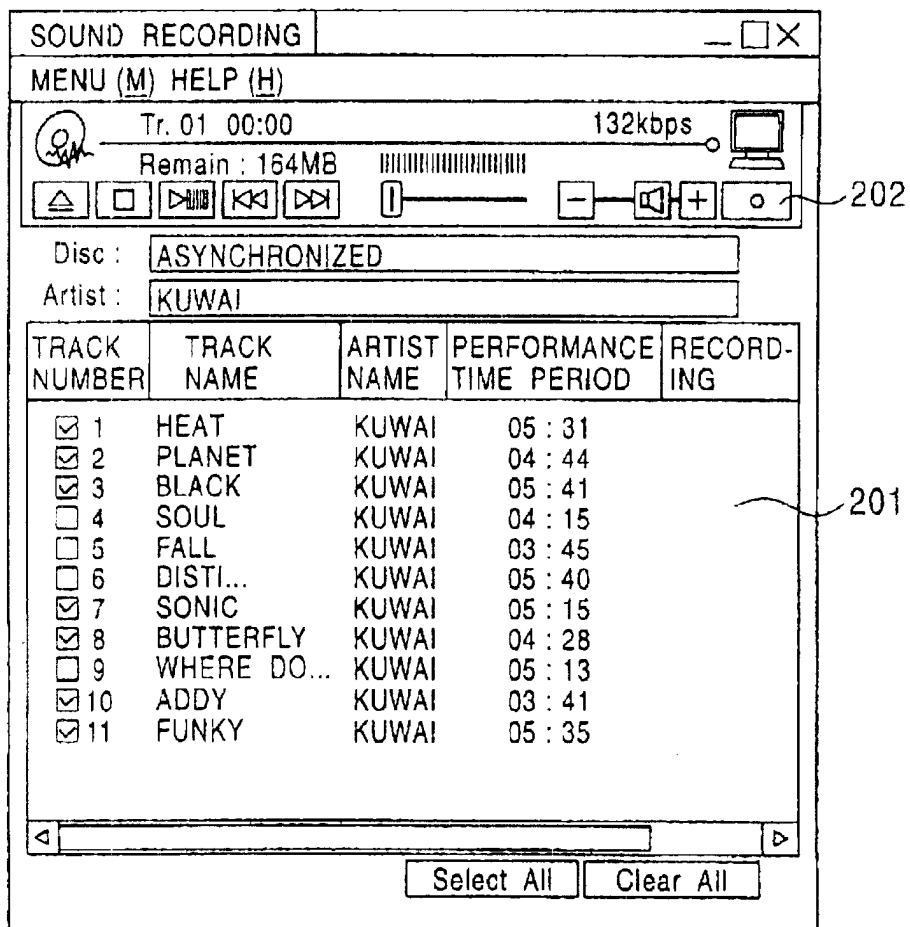 SOUND RECORDING
MENU (M) HELP (H)
Tr. 01 00:00 132kbps
Remain : 164MB
202
Disc : ASYNCHRONIZED
Artist : KUWAI
TRACK NUMBER TRACK NAME ARTIST NAME PERFORMANCE TIME PERIOD RECORD-ING
1 HEAT KUWAI 05 : 31
2 PLANET KUWAI 04 : 44
3 BLACK KUWAI 05 : 41
4 SOUL KUWAI 04 : 15
5 FALL KUWAI 03 : 45
6 DISTI... KUWAI 05 : 40
7 SONIC KUWAI 05 : 15
8 BUTTERFLY KUWAI 04 : 28
9 WHERE DO... KUWAI 05 : 13
10 ADDY KUWAI 03 : 41
11 FUNKY KUWAI 05 : 35
201
Select All Clear All